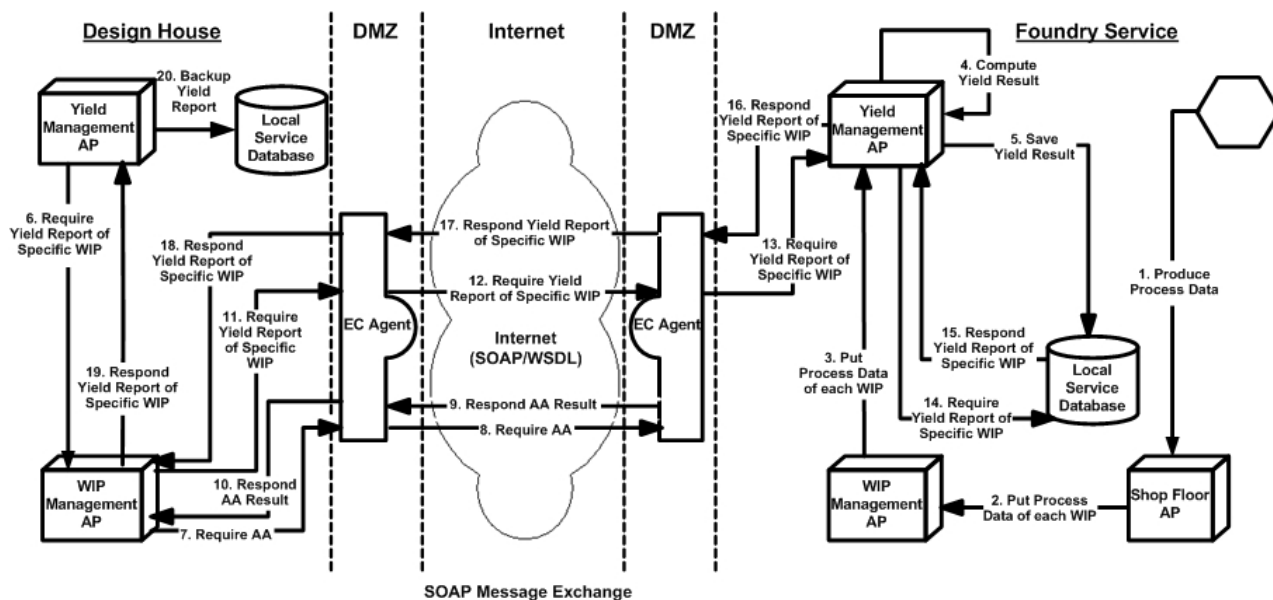 Design House
DMZ
Internet
DMZ
Foundry Service
20. Backup
Yield
Report
Yield
Management
AP
Local
Service
Database
4. Compute
Yield Result
16. Respond
Yield Report of
Specific WIP
Yield
Management
AP
5. Save
Yield Result
6. Require
Yield Report of
Specific WIP
18. Respond
Yield Report of
Specific WIP
17. Respond Yield Report
of Specific WIP
13. Require
Yield Report of
Specific WIP
1. Produce
Process Data
12. Require Yield
Report of Specific WIP
11. Require
Yield Report
of Specific
WIP
EC Agent
Internet
(SOAP/WSDL)
EC Agent
15. Respond
Yield Report of
Specific WIP
3. Put
Process Data
of each WIP
Local
Service
Database
19. Respond
Yield Report of
Specific WIP
9. Respond AA Result
8. Require AA
14. Require
Yield Report of
Specific WIP
WIP
Management
AP
10. Respond
AA Result
7. Require AA
WIP
Management
AP
2. Put Process
Data of each WIP
Shop Floor
AP
SOAP Message Exchange